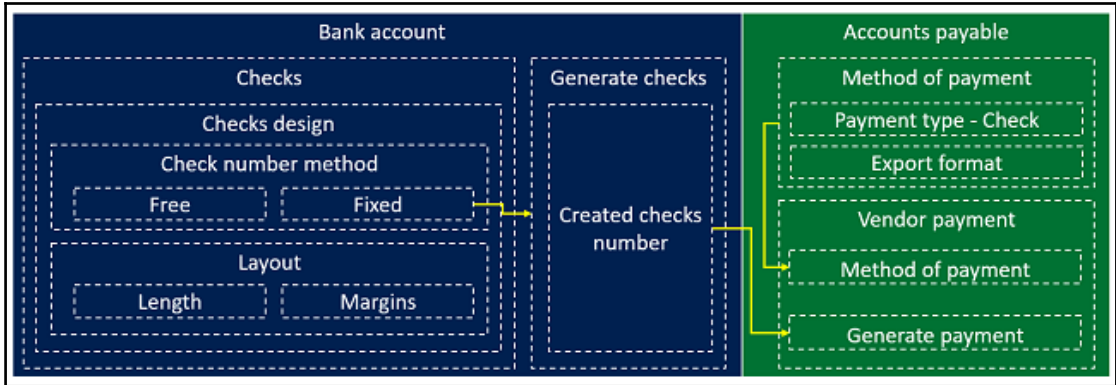 Bank account
Checks
Checks design
Check number method
Free
Fixed
Layout
Length
Margins
Generate checks
Created checks
number
Accounts payable
Method of payment
Payment type - Check
Export format
Vendor payment
Method of payment
Generate payment